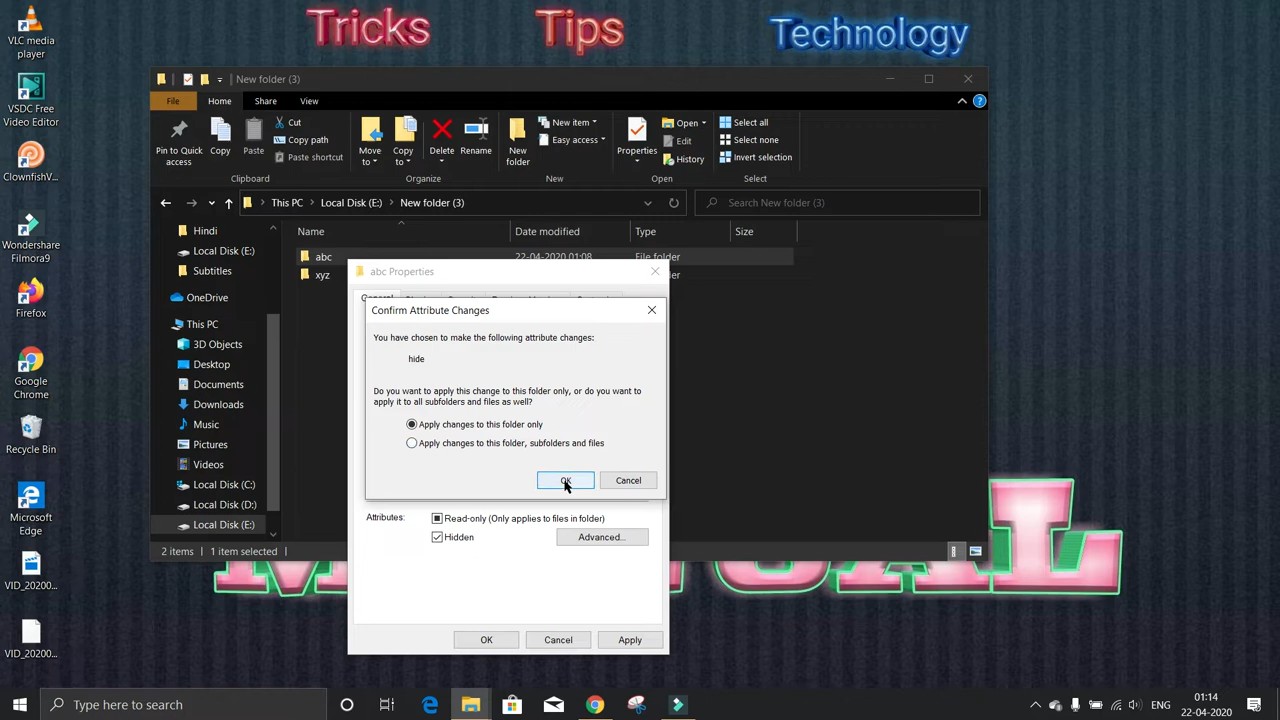 Tricks
Tips
Technology
VLC media
player
VSDC Free
Video Editor
ClownfishV...
Wondershare
Filmora9
Firefox
Google
Chrome
Recycle Bin
Microsoft
Edge
VID_20200...
VID_20200...
New folder (3)
File
Home
Share
View
Pin to Quick
access
Copy
Paste
Cut
Copy path
Paste shortcut
Clipboard
Move
to
Copy
to
Delete
Rename
Organize
New
folder
New item
Easy access
New
Properties
Open
Edit
History
Open
Select all
Select none
Invert selection
Select
This PC
Local Disk (E:)
New folder (3)
Search New folder (3)
Name
Date modified
Type
Size
abc
22-04-2020 01:08
File folder
xyz
Hindi
Local Disk (E:)
Subtitles
OneDrive
This PC
3D Objects
Desktop
Documents
Downloads
Music
Pictures
Videos
Local Disk (C:)
Local Disk (D:)
Local Disk (E:)
2 items
1 item selected
abc Properties
General
Confirm Attribute Changes
You have chosen to make the following attribute changes:
hide
Do you want to apply this change to this folder only, or do you want to
apply it to all subfolders and files as well?
Apply changes to this folder only
Apply changes to this folder, subfolders and files
OK
Cancel
Attributes:
Read-only (Only applies to files in folder)
Hidden
Advanced...
OK
Cancel
Apply
Type here to search
ENG
01:14
22-04-2020